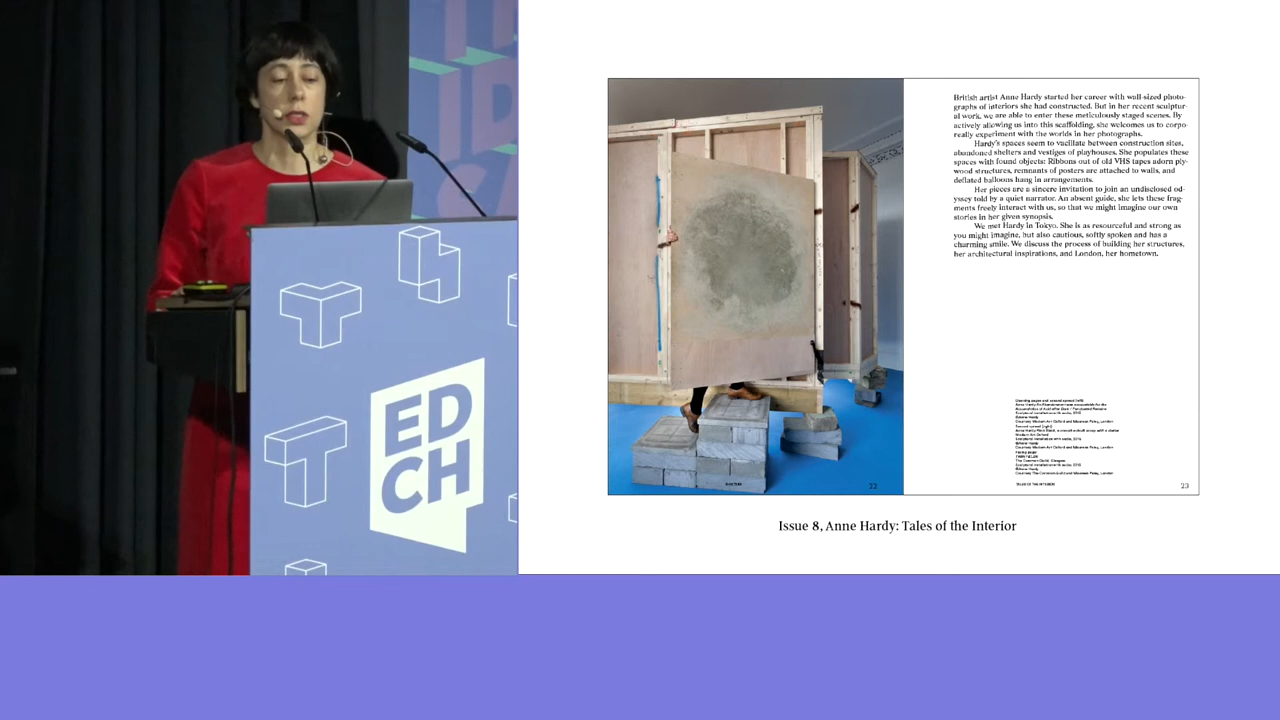 ED
CH
British artist Anne Hardy started her career with wall-sized photo-
graphs of interiors she had constructed. But in her recent sculptur-
al work, we are able to enter these meticulously staged scenes. By
actively allowing us into this scaffolding, she welcomes us to corpo-
really experiment with the worlds in her photographs.
Hardy's spaces seem to vacillate between construction sites,
abandoned shelters and vestiges of playhouses. She populates these
spaces with found objects: Ribbons out of old VHS tapes adorn ply-
wood structures, remnants of posters are attached to walls, and
deflated balloons hang in arrangements.
Her pieces are a sincere invitation to join an undisclosed od-
yssey told by a quiet narrator. An absent guide, she lets these frag-
ments freely interact with us, so that we might imagine our own
stories in her given synopsis.
We met Hardy in Tokyo. She is as resourceful and strong as
you might imagine, but also cautious, softly spoken and has a
charming smile. We discuss the process of building her structures,
her architectural inspirations, and London, her hometown.
22
TALES OF THE INTERIOR
23
Issue 8, Anne Hardy: Tales of the Interior